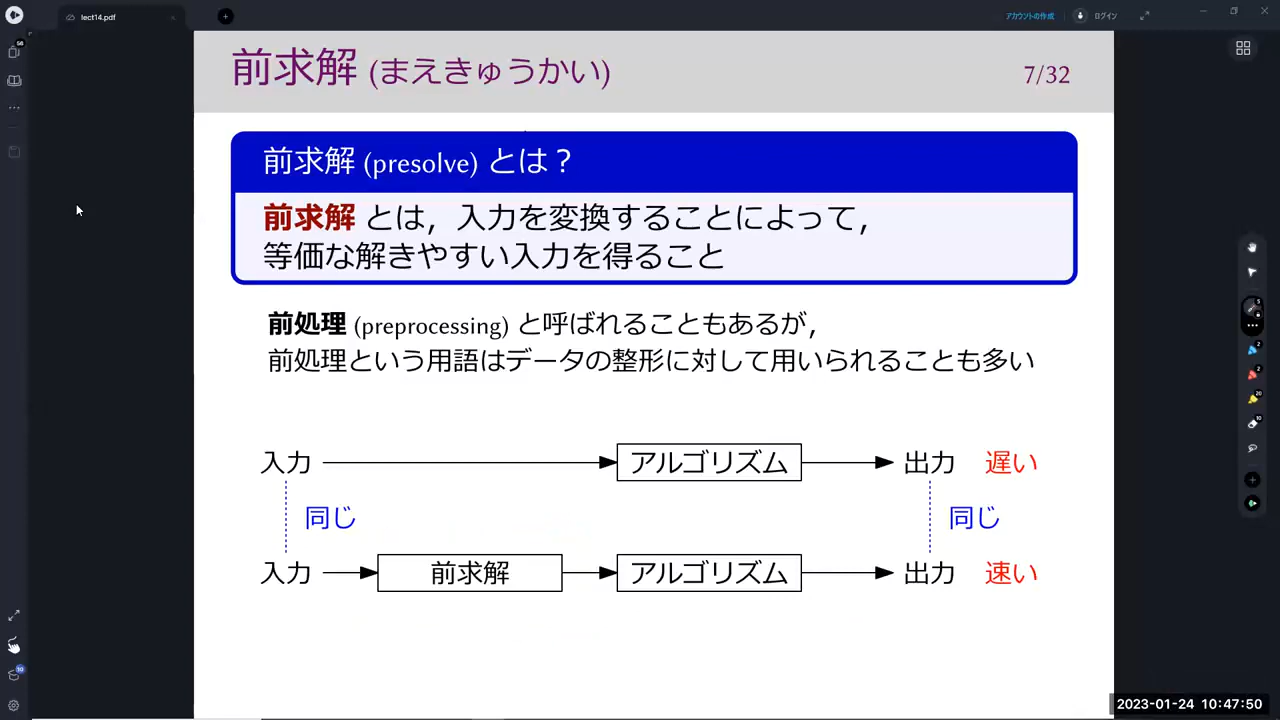 lect14.pdf
アカウントの作成
ログイン
前求解 (まえきゅうかい)
7/32
前求解 (presolve) とは？
前求解 とは，入力を変換することによって，
等価な解きやすい入力を得ること
前処理 (preprocessing) と呼ばれることもあるが，
前処理という用語はデータの整形に対して用いられることも多い
入力 アルゴリズム 出力 遅い
同じ 同じ
入力 前求解 アルゴリズム 出力 速い
2023-01-24 10:47:50